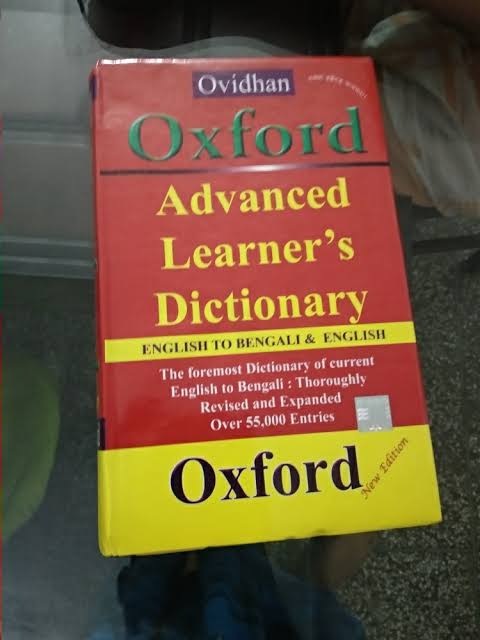 Ovidhan
Oxford
Advanced
Learner's
Dictionary
ENGLISH TO BENGALI & ENGLISH
The foremost Dictionary of current
English to Bengali : Thoroughly
Revised and Expanded
Over 55,000 Entries
Oxford
New Edition